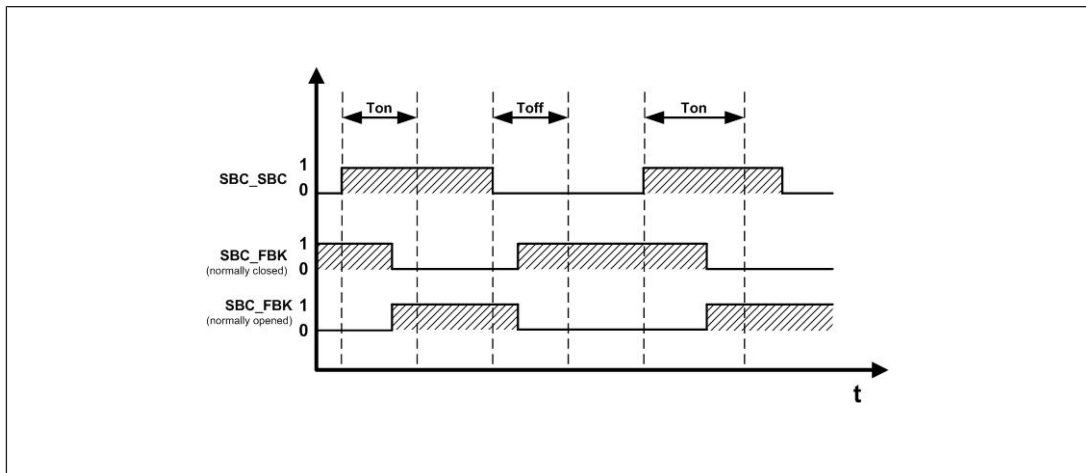 Ton Toff Ton
SBC_SBC 1
0
SBC_FBK 1
(normally closed) 0
SBC_FBK 1
(normally opened) 0
t